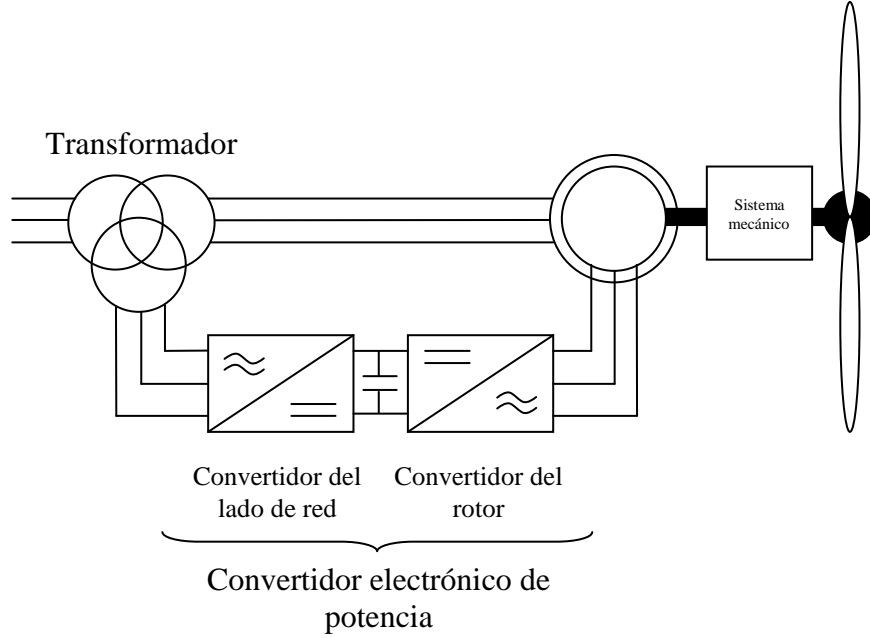 Transformador
Sistema
mecánico
Convertidor del
lado de red
Convertidor del
rotor
Convertidor electrónico de
potencia